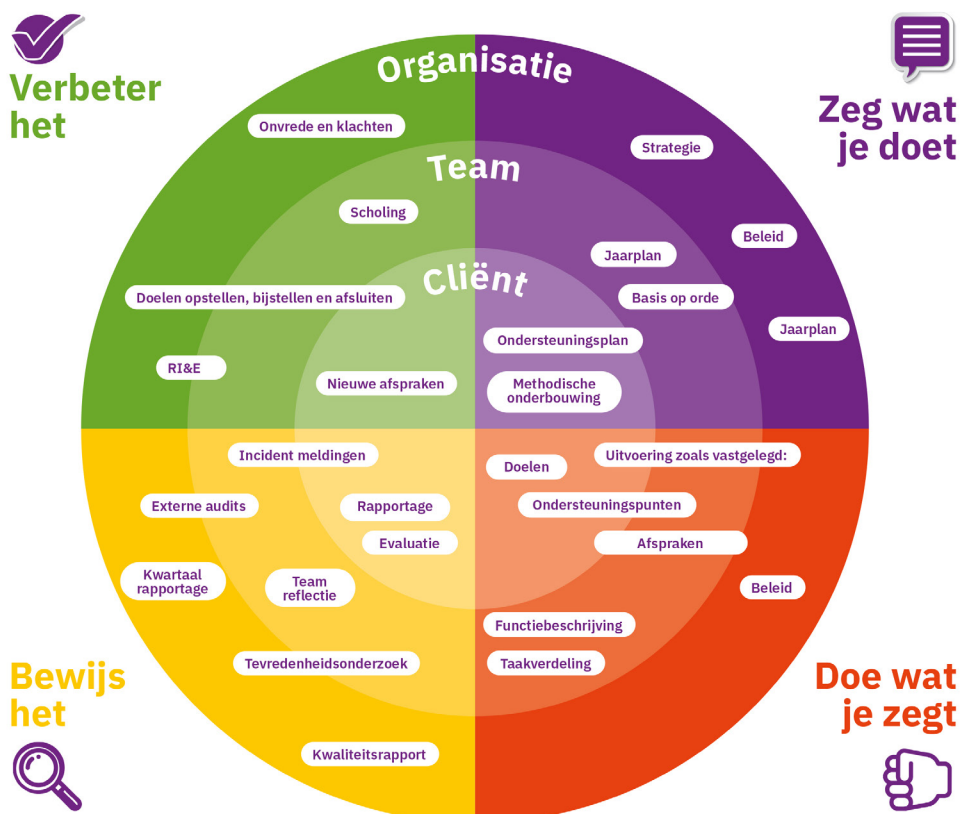 Verbeter
het
Zeg wat
je doet
Organisatie
Onvrede en klachten
Strategie
Team
Scholing
Beleid
Jaarplan
Cliënt
Doelen opstellen, bijstellen en afsluiten
Basis op orde
Jaarplan
Ondersteuningsplan
RI&E
Nieuwe afspraken
Methodische
onderbouwing
Incident meldingen
Doelen
Uitvoering zoals vastgelegd:
Externe audits
Rapportage
Ondersteuningspunten
Evaluatie
Afspraken
Kwartaal
rapportage
Team
reflectie
Beleid
Functiebeschrijving
Tevredenheidsonderzoek
Taakverdeling
Bewijs
het
Doe wat
je zegt
Kwaliteitsrapport